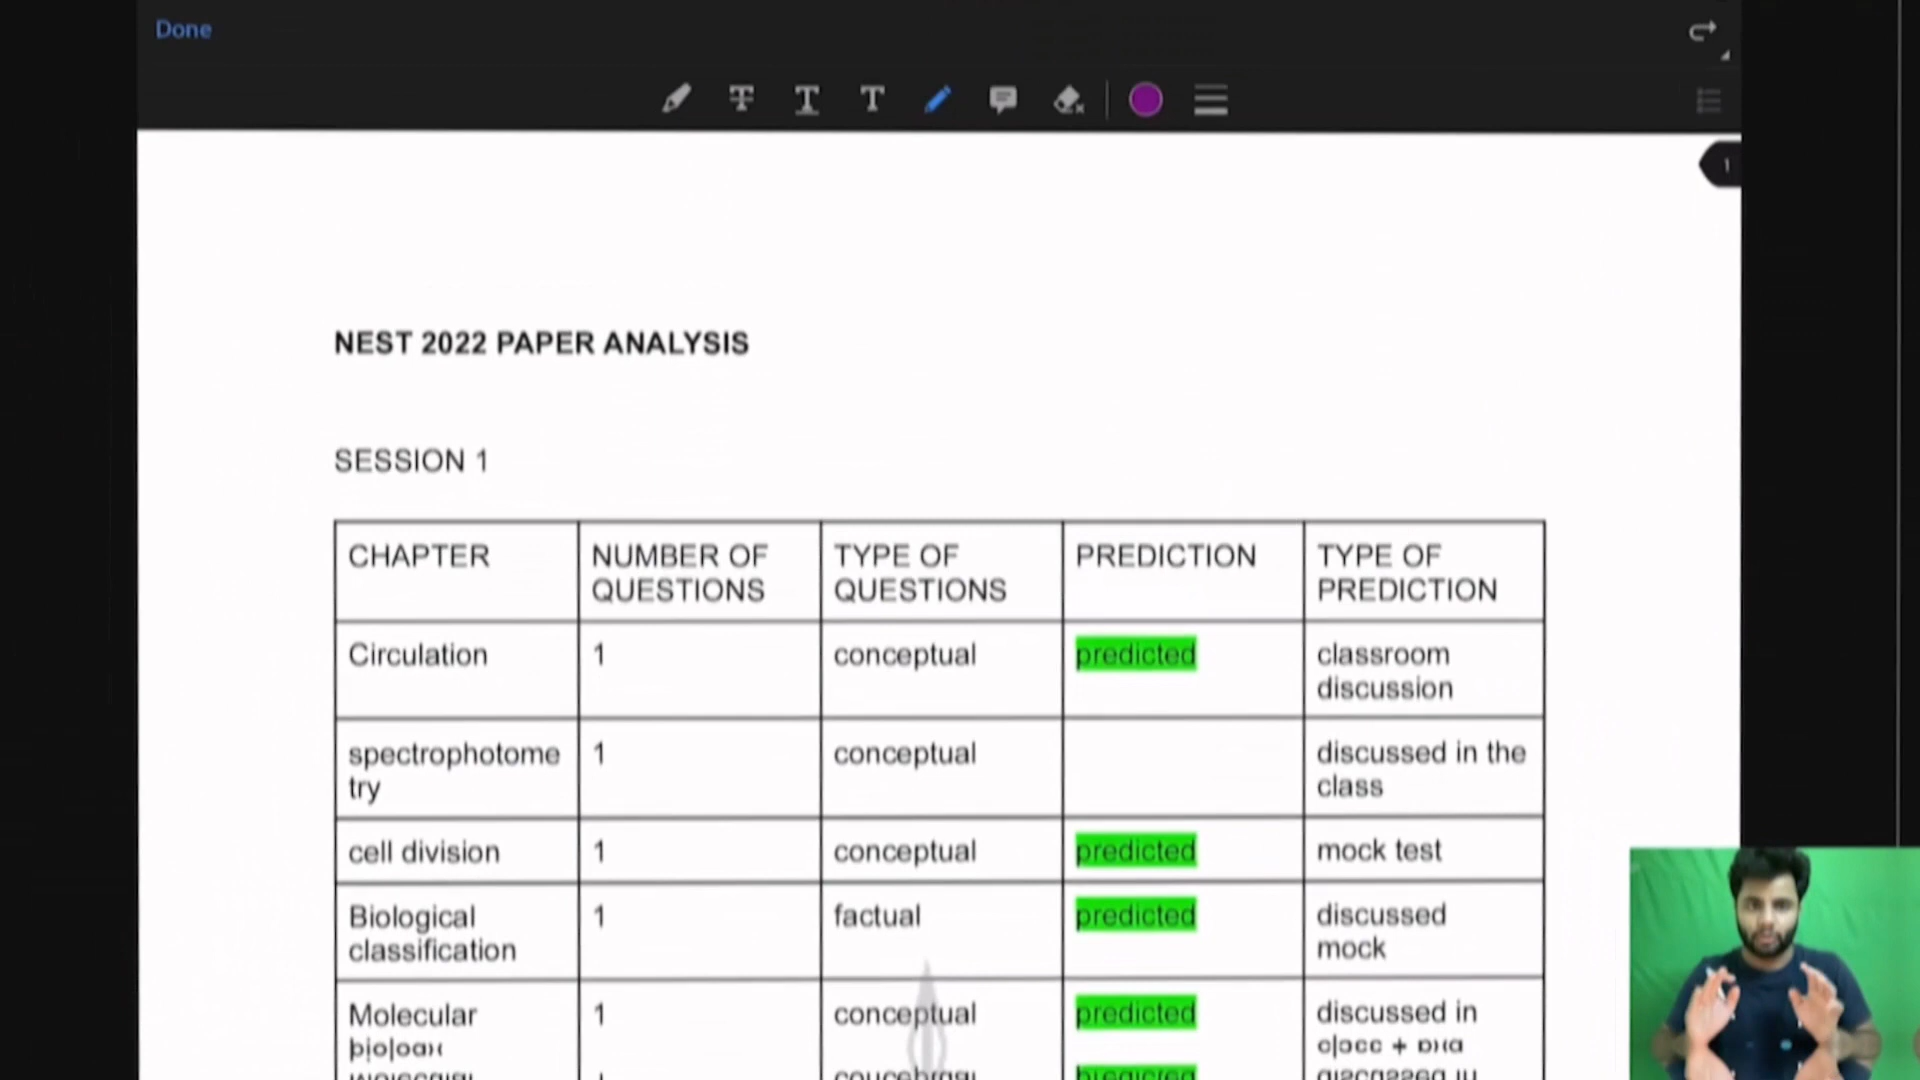 Done
1
NEST 2022 PAPER ANALYSIS
SESSION 1
CHAPTER
NUMBER OF
QUESTIONS
TYPE OF
QUESTIONS
PREDICTION
TYPE OF
PREDICTION
Circulation
1
conceptual
predicted
classroom
discussion
spectrophotome
try
1
conceptual
discussed in the
class
cell division
1
conceptual
predicted
mock test
Biological
classification
1
factual
predicted
discussed
mock
Molecular
1
conceptual
predicted
discussed in